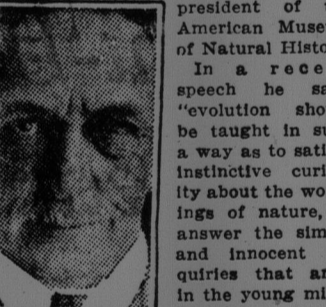 president of
American Muse
of Natural Histo
In a rece
speech he sa
"evolution sho
be taught in su
a way as to sati
instinctive curi
ity about the wo
ings of nature,
answer the sim
and innocent
quiries that ar
in the young mi